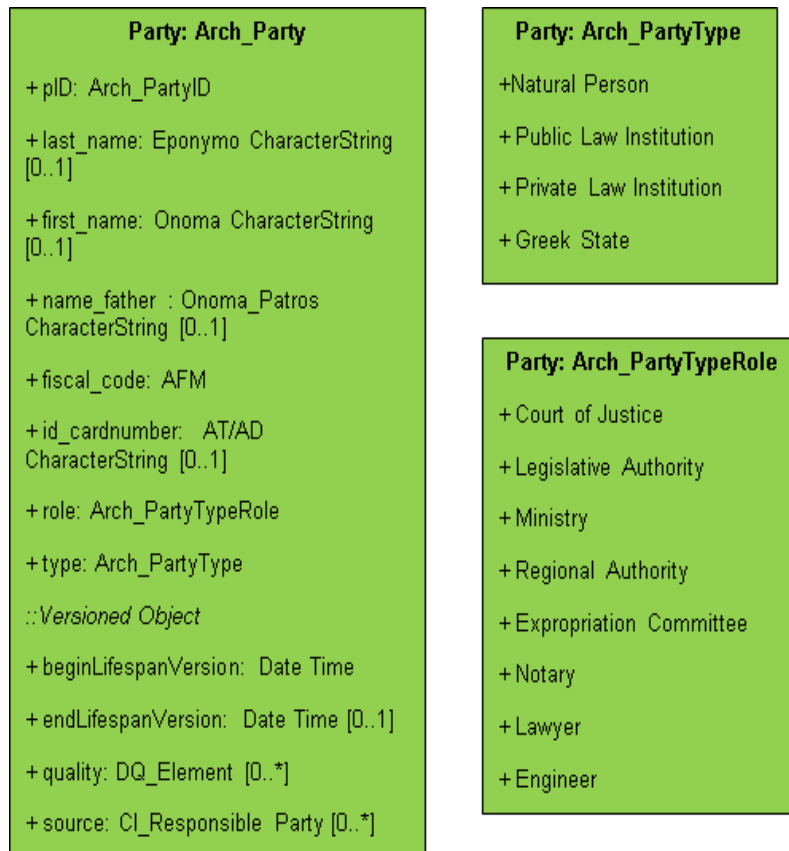 Party: Arch_Party
+pID: Arch_PartyID
+last_name: Eponymo CharacterString
[0..1]
+first_name: Onoma CharacterString
[0..1]
+name_father : Onoma_Patros
CharacterString [0..1]
+fiscal_code: AFM
+id_cardnumber: AT/AD
CharacterString [0..1]
+role: Arch_PartyTypeRole
+type: Arch_PartyType
::Versioned Object
+beginLifespanVersion: Date Time
+endLifespanVersion: Date Time [0..1]
+quality: DQ_Element [0..*]
+source: CI_Responsible Party [0..*]
Party: Arch_PartyType
+Natural Person
+Public Law Institution
+Private Law Institution
+Greek State
Party: Arch_PartyTypeRole
+Court of Justice
+Legislative Authority
+Ministry
+Regional Authority
+Expropriation Committee
+Notary
+Lawyer
+Engineer